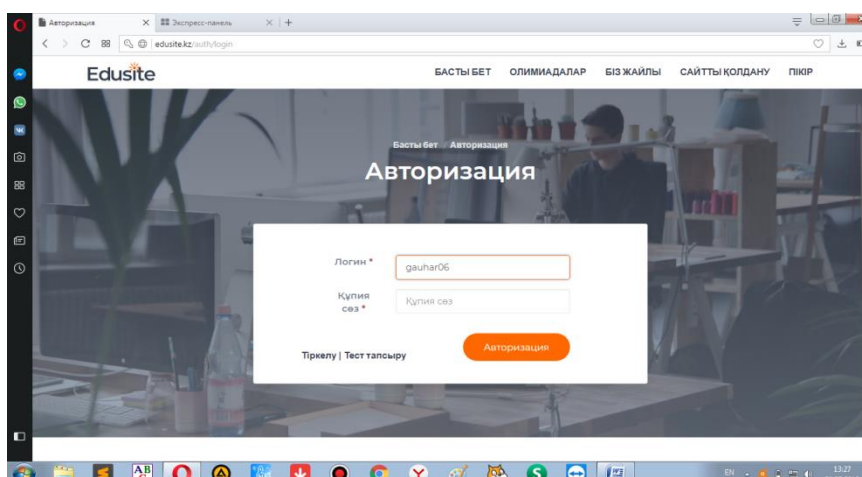 Авторизация
Экспресс-панель
edusite.kz/auth/login
Edusite
БАСТЫ БЕТ ОЛИМИАДАЛАР БІЗ ЖАЙЛЫ САЙТТЫ ҚОЛДАНУ ПІКІР
Басты бет / Авторизация
Авторизация
Логин *
gauhar06
Құпия
сөз *
Құпия сөз
Авторизация
Тіркелу | Тест тапсыру
EN
13:27